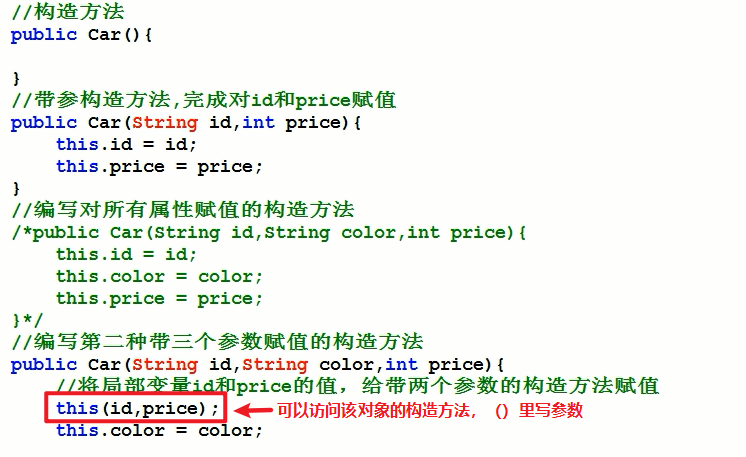 //构造方法
public Car(){
}
//带参构造方法,完成对id和price赋值
public Car(String id,int price){
    this.id = id;
    this.price = price;
}
//编写对所有属性赋值的构造方法
/*public Car(String id,String color,int price){
    this.id = id;
    this.color = color;
    this.price = price;
}*/
//编写第二种带三个参数赋值的构造方法
public Car(String id,String color,int price){
    //将局部变量id和price的值，给带两个参数的构造方法赋值
    this(id,price); 可以访问该对象的构造方法，（）里写参数
    this.color = color;